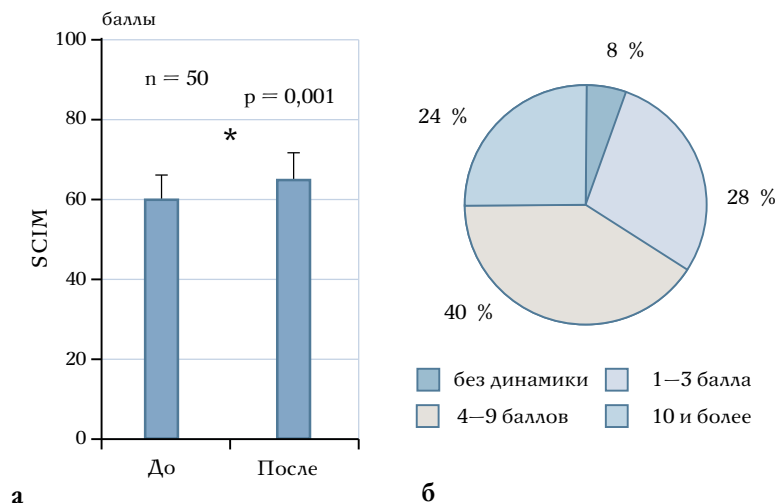 баллы
100
80
60
40
20
0
SCIM
n = 50
p = 0,001
*
До После
а
8 %
24 %
28 %
40 %
без динамики 1–3 балла
4–9 баллов 10 и более
б